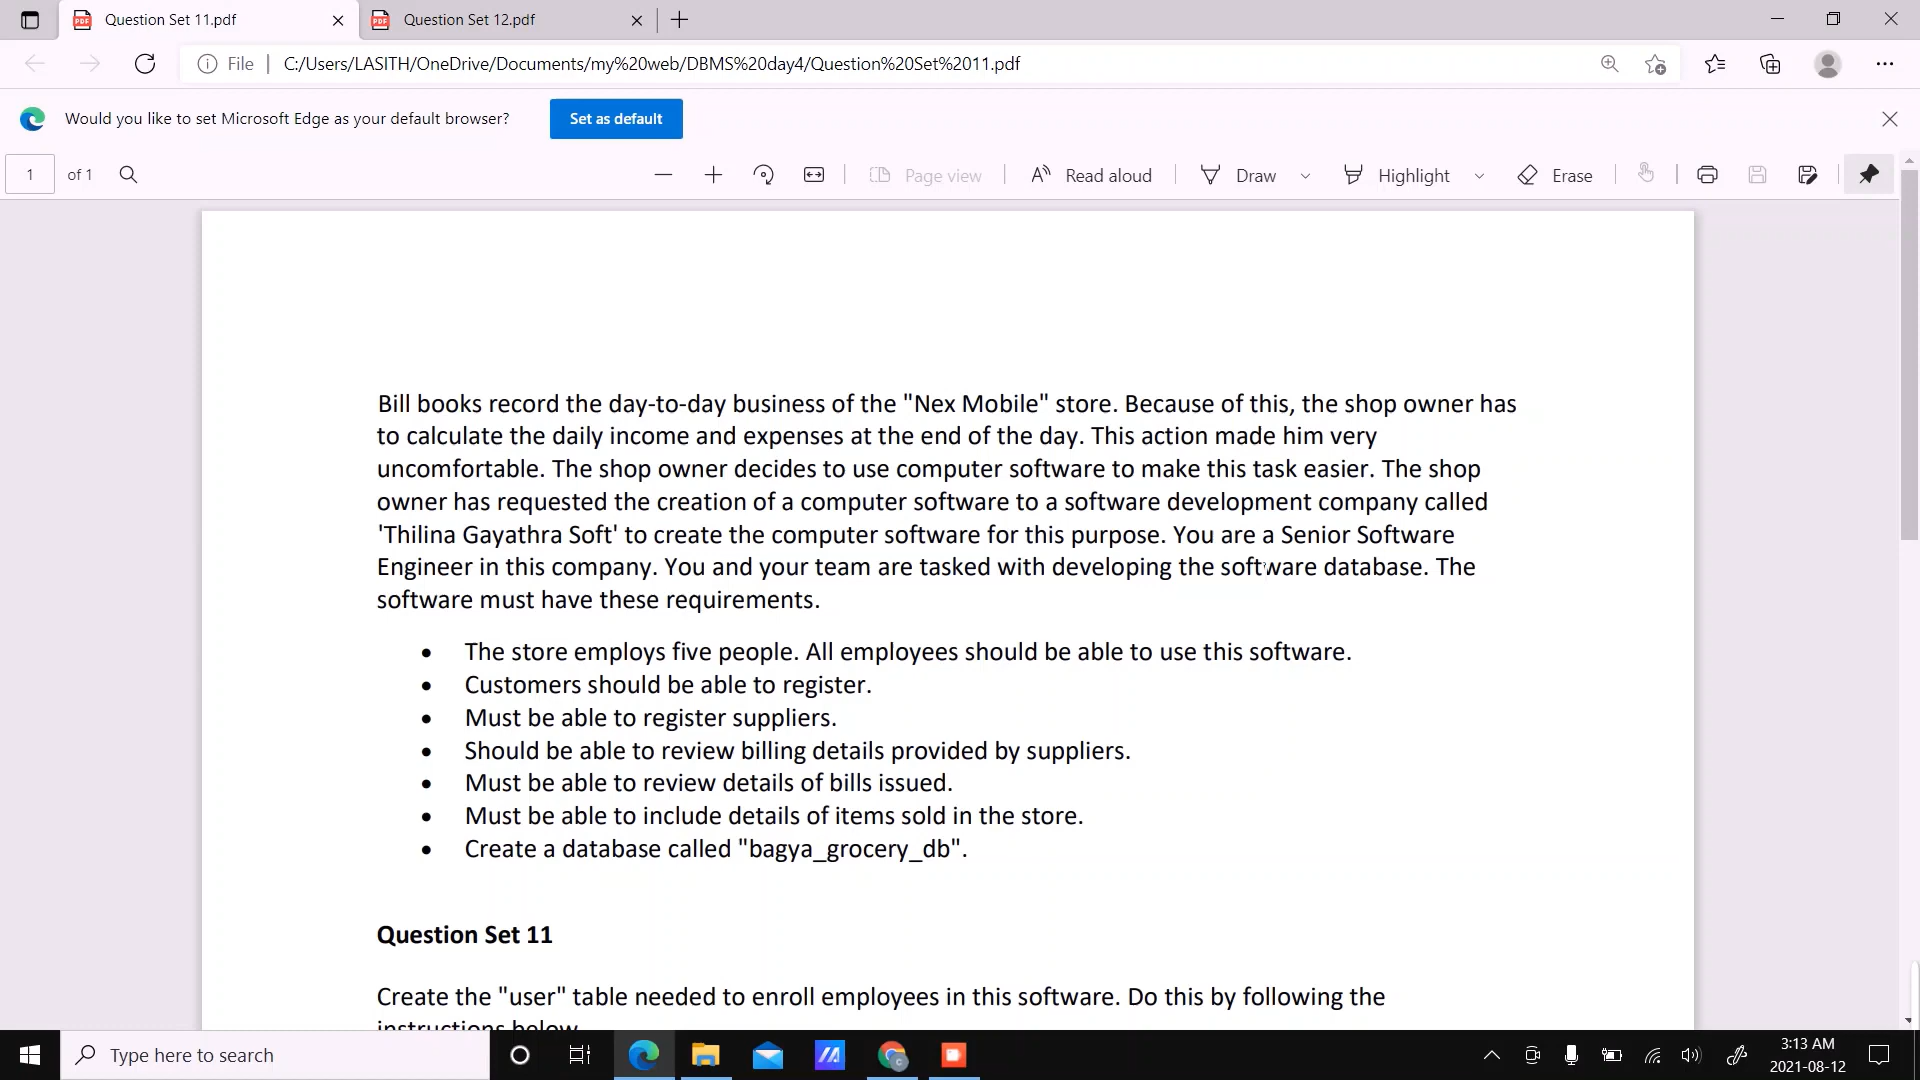 Question Set 11.pdf
Question Set 12.pdf
File
C:/Users/LASITH/OneDrive/Documents/my%20web/DBMS%20day4/Question%20Set%2011.pdf
Would you like to set Microsoft Edge as your default browser?
Set as default
1 of 1
Page view
Read aloud
Draw
Highlight
Erase
Bill books record the day-to-day business of the "Nex Mobile" store. Because of this, the shop owner has
to calculate the daily income and expenses at the end of the day. This action made him very
uncomfortable. The shop owner decides to use computer software to make this task easier. The shop
owner has requested the creation of a computer software to a software development company called
'Thilina Gayathra Soft' to create the computer software for this purpose. You are a Senior Software
Engineer in this company. You and your team are tasked with developing the software database. The
software must have these requirements.
• The store employs five people. All employees should be able to use this software.
• Customers should be able to register.
• Must be able to register suppliers.
• Should be able to review billing details provided by suppliers.
• Must be able to review details of bills issued.
• Must be able to include details of items sold in the store.
• Create a database called "bagya_grocery_db".
Question Set 11
Create the "user" table needed to enroll employees in this software. Do this by following the
instructions below
Type here to search
3:13 AM
2021-08-12